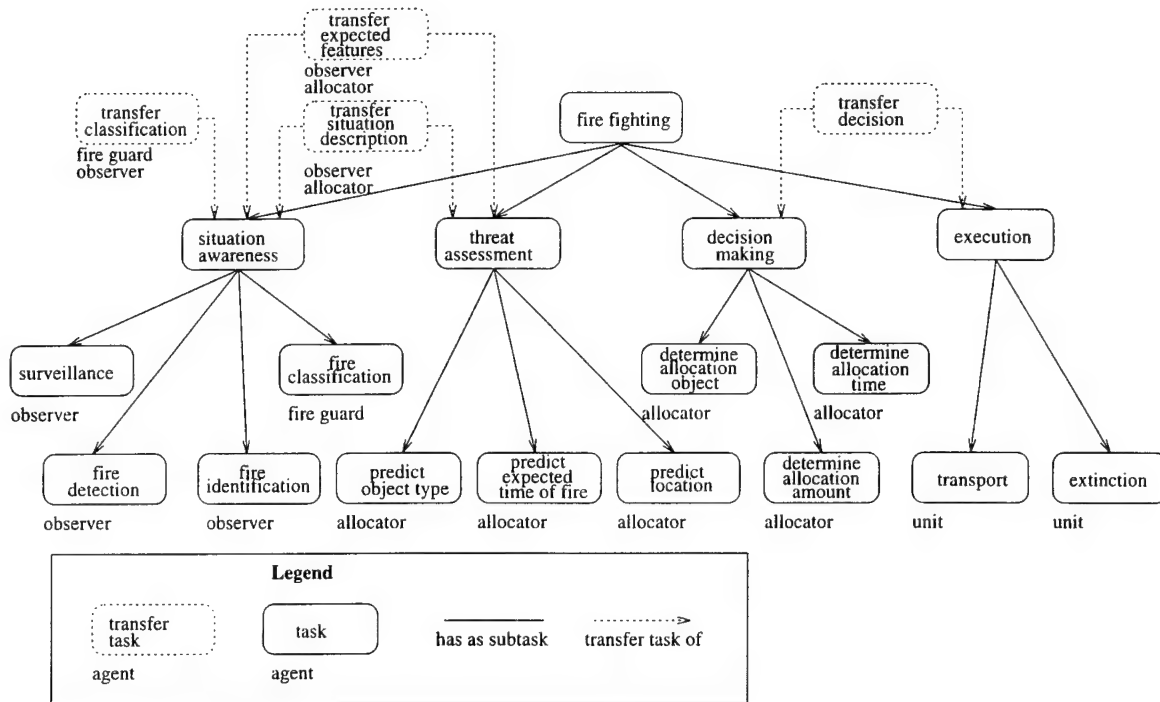 transfer
expected
features
observer
allocator
transfer
classification
fire guard
observer
transfer
situation
description
observer
allocator
fire fighting
transfer
decision
situation
awareness
threat
assessment
decision
making
execution
surveillance
observer
fire
classification
fire guard
determine
allocation
object
allocator
determine
allocation
time
allocator
fire
detection
observer
fire
identification
observer
predict
object type
allocator
predict
expected
time of fire
allocator
predict
location
allocator
determine
allocation
amount
allocator
transport
unit
extinction
unit
Legend
transfer
task
agent
task
agent
has as subtask
transfer task of